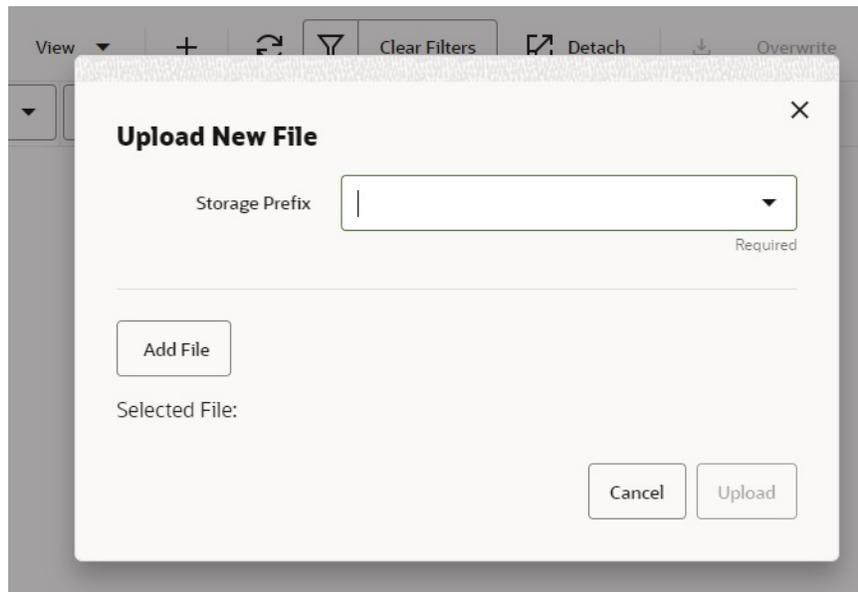 View Clear Filters Detach Overwrite
Upload New File
Storage Prefix
Required
Add File
Selected File:
Cancel Upload